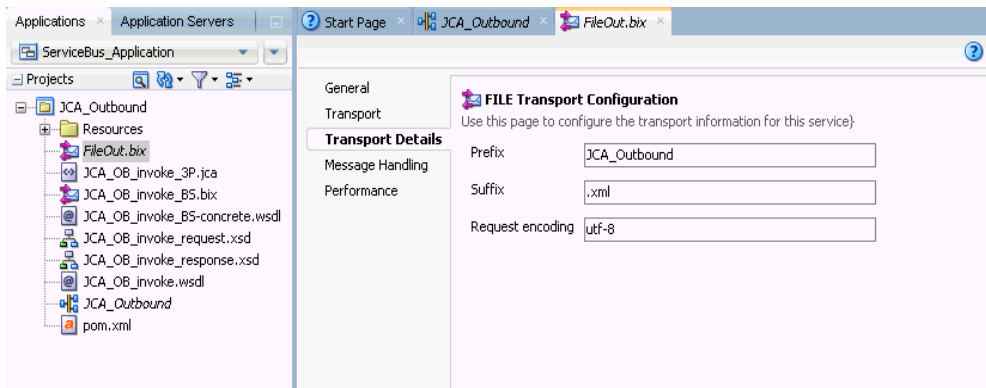 Applications
Application Servers
Start Page
JCA_Outbound
FileOut.bix
ServiceBus_Application
Projects
JCA_Outbound
Resources
FileOut.bix
JCA_OB_invoke_3P.jca
JCA_OB_invoke_BS.bix
JCA_OB_invoke_BS-concrete.wsdl
JCA_OB_invoke_request.xsd
JCA_OB_invoke_response.xsd
JCA_OB_invoke.wsdl
JCA_Outbound
pom.xml
General
Transport
Transport Details
Message Handling
Performance
FILE Transport Configuration
Use this page to configure the transport information for this service}
Prefix JCA_Outbound
Suffix .xml
Request encoding utf-8